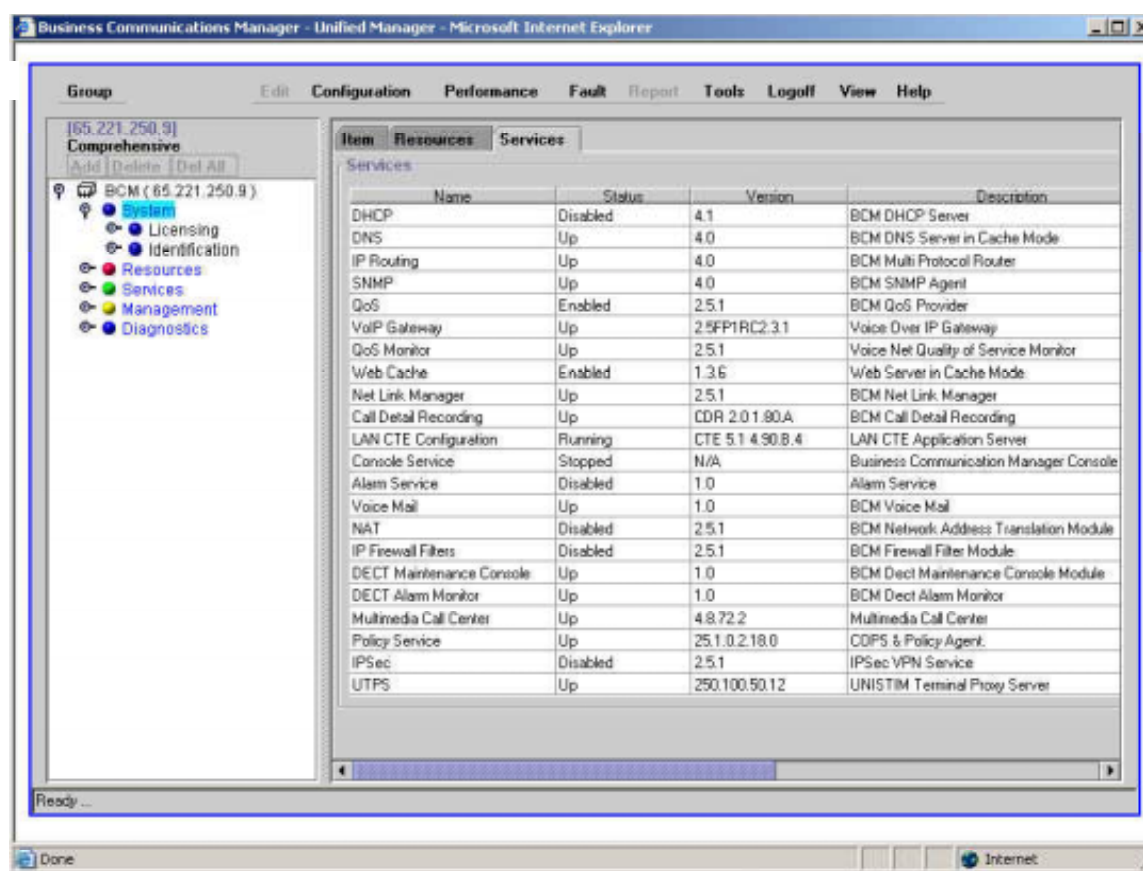 Business Communications Manager - Unified Manager - Microsoft Internet Explorer
Group Edit Configuration Performance Fault Report Tools Logoff View Help
[65.221.250.9]
Comprehensive
Add Delete Del All
BCM (65.221.250.9)
System
Licensing
Identification
Resources
Services
Management
Diagnostics
Item Resources Services
Services
Name Status Version Description
DHCP Disabled 4.1 BCM DHCP Server
DNS Up 4.0 BCM DNS Server in Cache Mode
IP Routing Up 4.0 BCM Multi Protocol Router
SNMP Up 4.0 BCM SNMP Agent
QoS Enabled 2.5.1 BCM QoS Provider
VoIP Gateway Up 2.5FP1RC2.3.1 Voice Over IP Gateway
QoS Monitor Up 2.5.1 Voice Net Quality of Service Monitor
Web Cache Enabled 1.3.6 Web Server in Cache Mode
Net Link Manager Up 2.5.1 BCM Net Link Manager
Call Detail Recording Up CDR 2.0 1.80.A BCM Call Detail Recording
LAN CTE Configuration Running CTE 5.1 4.90.B.4 LAN CTE Application Server
Console Service Stopped N/A Business Communication Manager Console
Alarm Service Disabled 1.0 Alarm Service
Voice Mail Up 1.0 BCM Voice Mail
NAT Disabled 2.5.1 BCM Network Address Translation Module
IP Firewall Filters Disabled 2.5.1 BCM Firewall Filter Module
DECT Maintenance Console Up 1.0 BCM Dect Maintenance Console Module
DECT Alarm Monitor Up 1.0 BCM Dect Alarm Monitor
Multimedia Call Center Up 4.8.72.2 Multimedia Call Center
Policy Service Up 25.1.0.2.18.0 COPS & Policy Agent.
IPSec Disabled 2.5.1 IPSec VPN Service
UTPS Up 250.100.50.12 UNISTIM Terminal Proxy Server
Ready ...
Done Internet